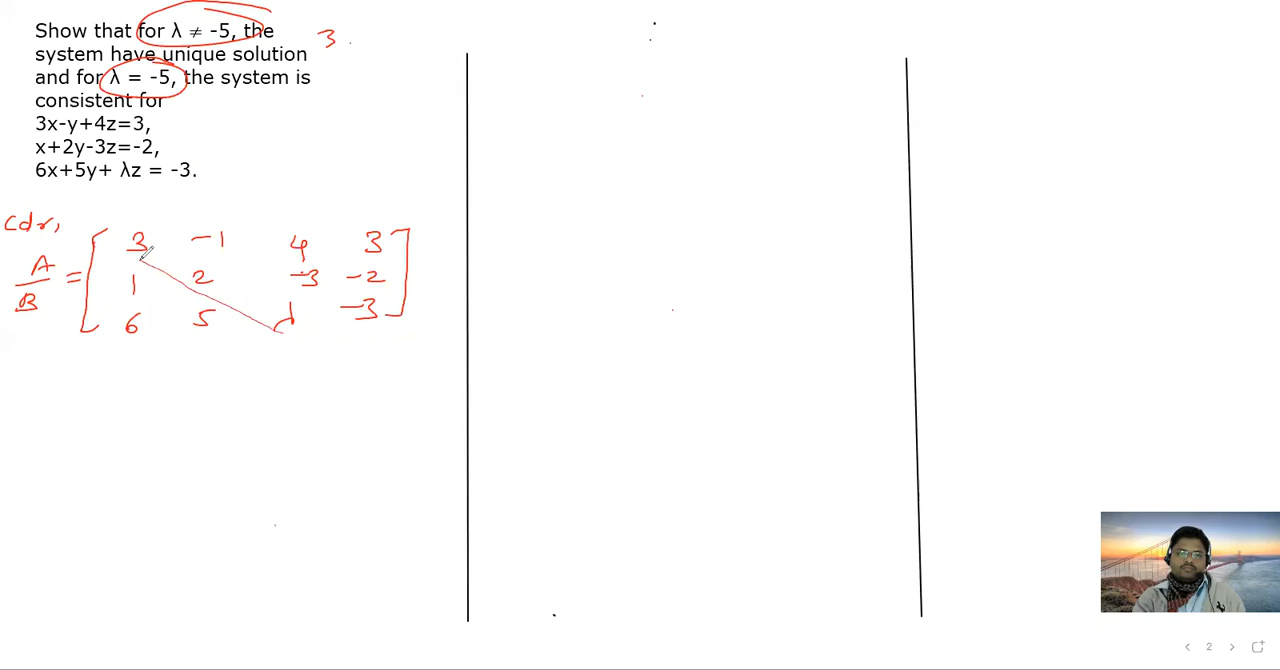 Show that for λ ≠ -5, the
system have unique solution
and for λ = -5, the system is
consistent for
3x-y+4z=3,
x+2y-3z=-2,
6x+5y+ λz = -3.
3
A/B = [ 3 -1 4 3
1 2 -3 -2
6 5 λ -3 ]
2